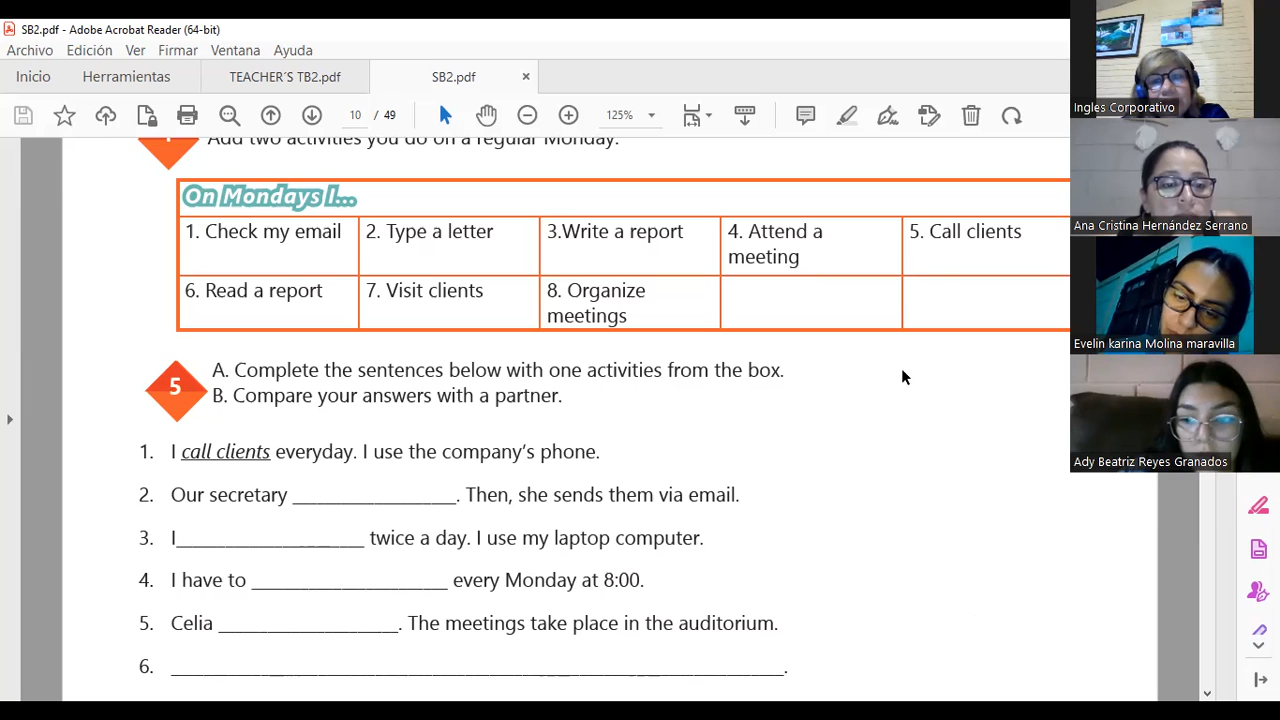 SB2.pdf - Adobe Acrobat Reader (64-bit)
Archivo Edición Ver Firmar Ventana Ayuda
Inicio Herramientas TEACHER´S TB2.pdf SB2.pdf ×
10 / 49 125%
Add two activities you do on a regular Monday.
On Mondays I...
1. Check my email 2. Type a letter 3.Write a report 4. Attend a meeting 5. Call clients
6. Read a report 7. Visit clients 8. Organize meetings
5
A. Complete the sentences below with one activities from the box.
B. Compare your answers with a partner.
1. I call clients everyday. I use the company's phone.
2. Our secretary ________________. Then, she sends them via email.
3. I__________________ twice a day. I use my laptop computer.
4. I have to ___________________ every Monday at 8:00.
5. Celia __________________. The meetings take place in the auditorium.
6. ____________________________________________________________.
Ingles Corporativo
Ana Cristina Hernández Serrano
Evelin karina Molina maravilla
Ady Beatriz Reyes Granados